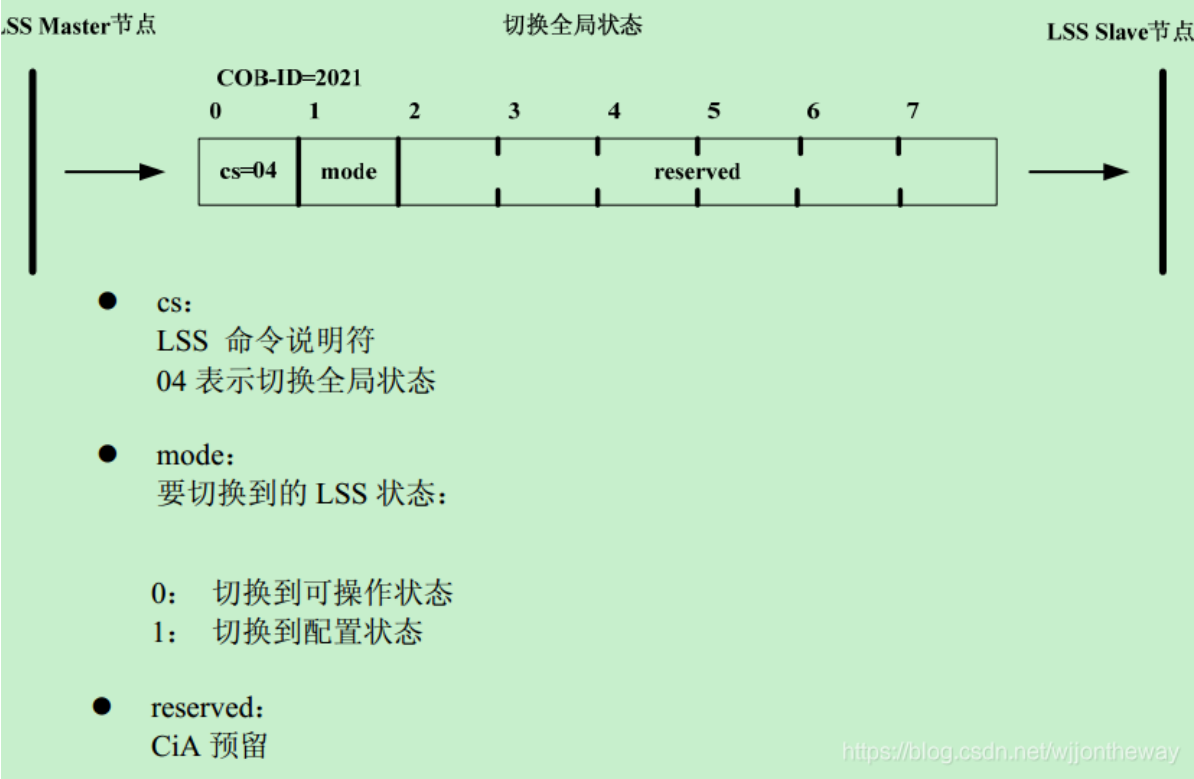 LSS Master节点
切换全局状态
LSS Slave节点
COB-ID=2021
0 1 2 3 4 5 6 7
cs=04 mode reserved
● cs：
LSS 命令说明符
04 表示切换全局状态
● mode：
要切换到的 LSS 状态：
0： 切换到可操作状态
1： 切换到配置状态
● reserved：
CiA 预留
https://blog.csdn.net/wjjontheway